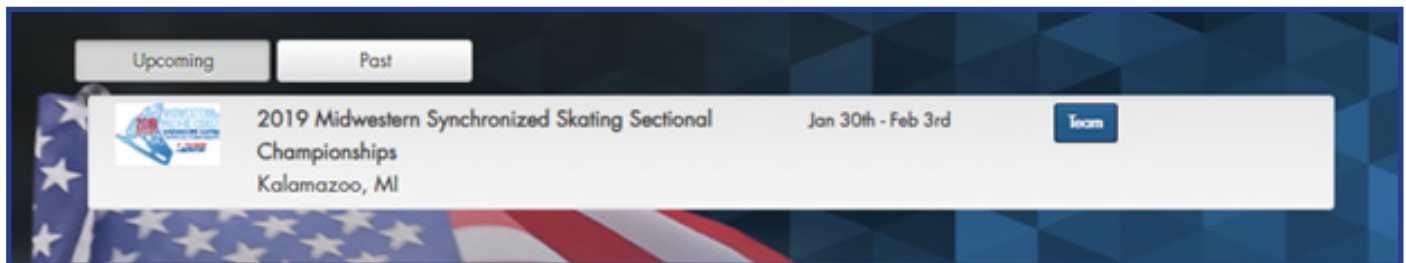 Upcoming
Past
2019 Midwestern Synchronized Skating Sectional
Championships
Kalamazoo, MI
Jan 30th - Feb 3rd
Team